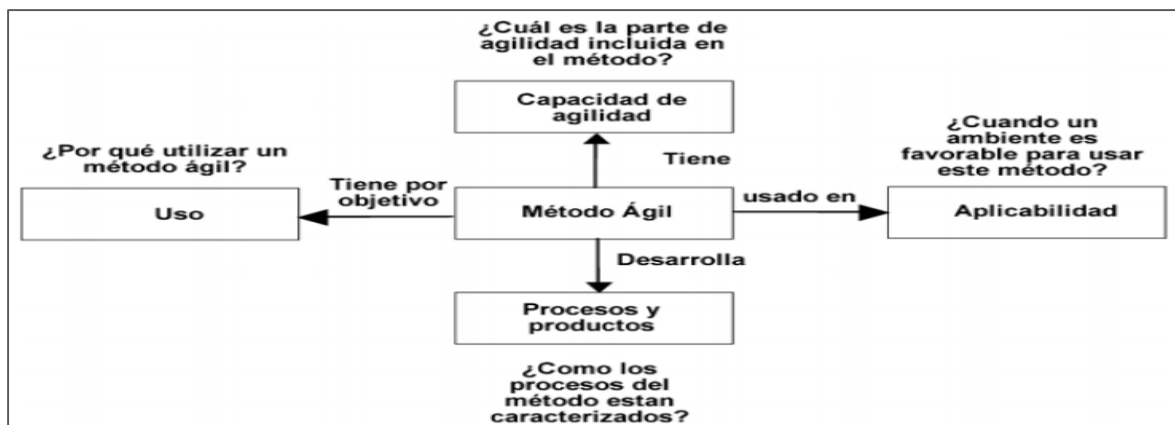 ¿Cuál es la parte de
agilidad incluida en
el método?
Capacidad de
agilidad
¿Por qué utilizar un
método ágil?
Tiene
¿Cuando un
ambiente es
favorable para usar
este método?
Uso
Tiene por
objetivo
Método Ágil
usado en
Aplicabilidad
Desarrolla
Procesos y
productos
¿Como los
procesos del
método estan
caracterizados?